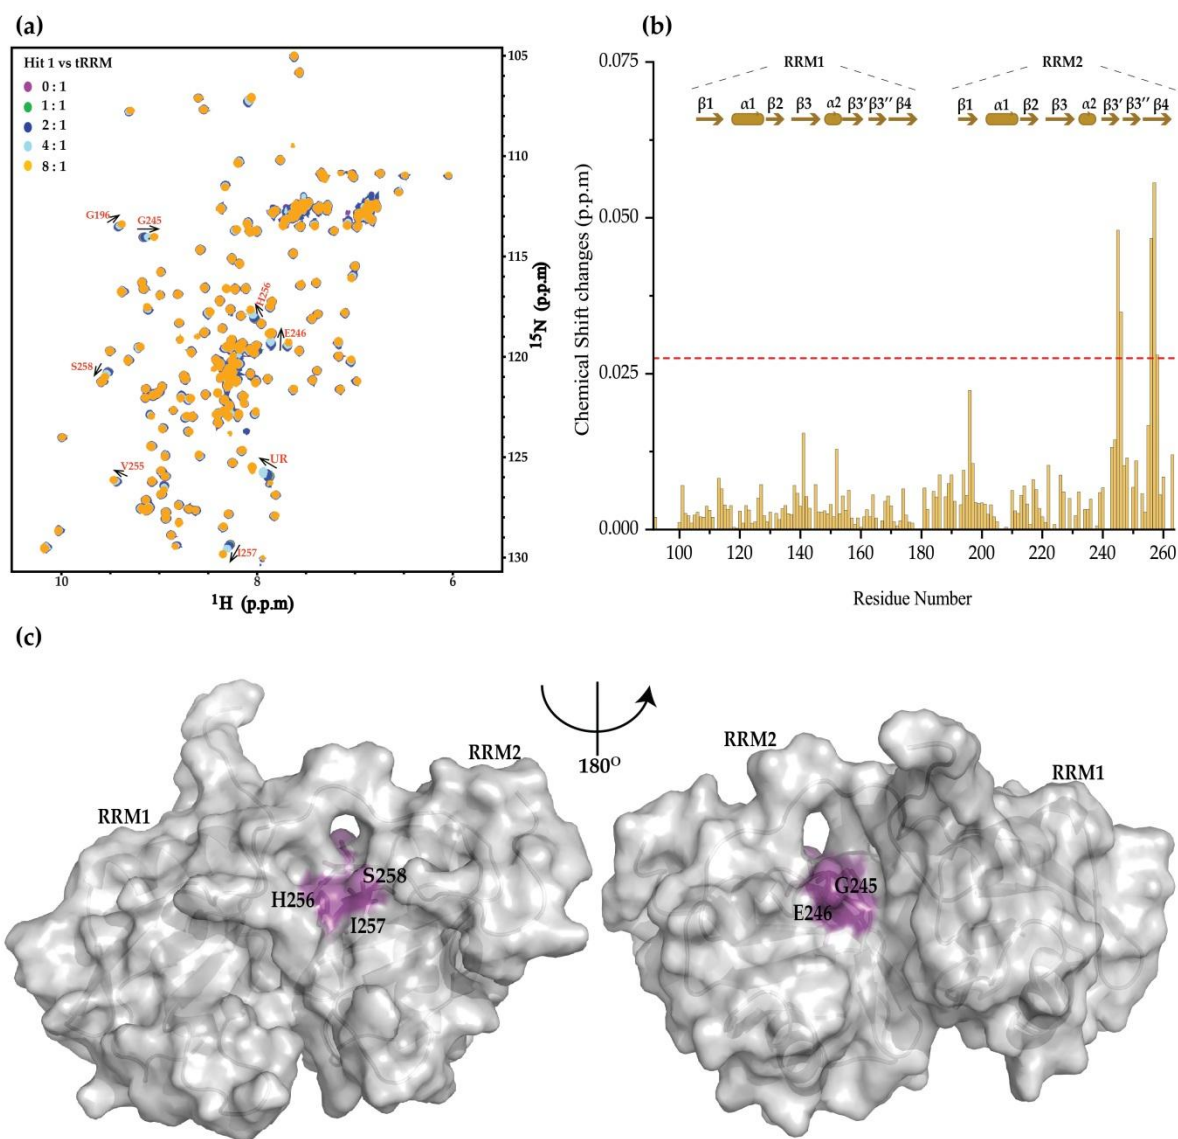 (a)
Hit 1 vs tRRM
0 : 1
1 : 1
2 : 1
4 : 1
8 : 1
G196
G245
H256
E246
S258
V255
UR
I257
105
110
115
120
125
130
15N (p.p.m)
10
8
6
1H (p.p.m)
(b)
0.075
0.050
0.025
0.000
Chemical Shift changes (p.p.m)
RRM1
β1 α1 β2 β3 α2 β3' β3'' β4
RRM2
β1 α1 β2 β3 α2 β3' β3'' β4
100 120 140 160 180 200 220 240 260
Residue Number
(c)
RRM1
RRM2
H256
S258
I257
180O
RRM2
RRM1
G245
E246